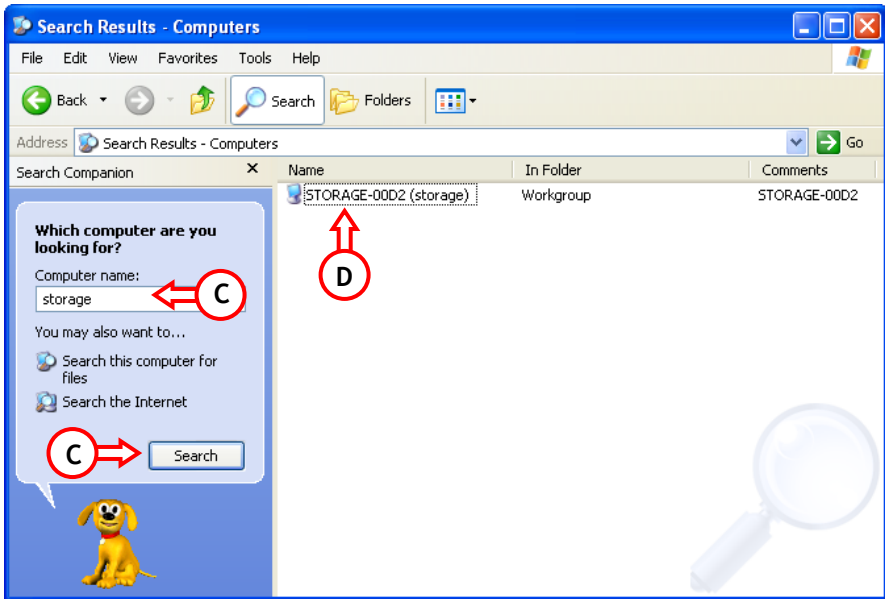 Search Results - Computers
File Edit View Favorites Tools Help
Back Search Folders
Address Search Results - Computers Go
Search Companion
Name In Folder Comments
STORAGE-00D2 (storage) Workgroup STORAGE-00D2
Which computer are you
looking for?
Computer name:
storage
C
D
You may also want to...
Search this computer for
files
Search the Internet
C
Search